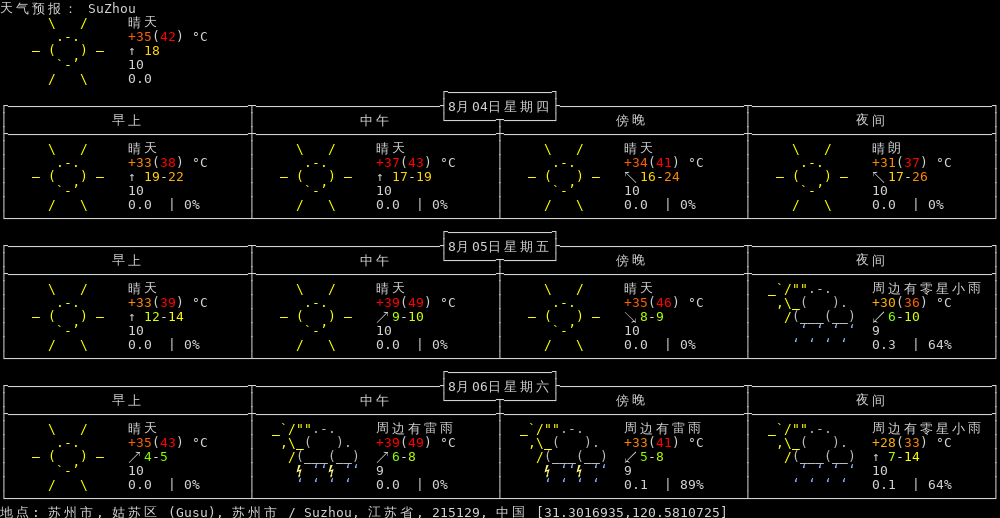 天气预报: SuZhou
晴天
+35(42) °C
↑ 18
10
0.0
8月04日星期四
早上 中午 傍晚 夜间
晴天 晴天 晴天 晴朗
+33(38) °C +37(43) °C +34(41) °C +31(37) °C
↑ 19-22 ↑ 17-19 ↖ 16-24 ↖ 17-26
10 10 10 10
0.0 | 0% 0.0 | 0% 0.0 | 0% 0.0 | 0%
8月05日星期五
早上 中午 傍晚 夜间
晴天 晴天 晴天 周边有零星小雨
+33(39) °C +39(49) °C +35(46) °C +30(36) °C
↑ 12-14 ↗ 9-10 ↘ 8-9 ↙ 6-10
10 10 10 9
0.0 | 0% 0.0 | 0% 0.0 | 0% 0.3 | 64%
8月06日星期六
早上 中午 傍晚 夜间
晴天 周边有雷雨 周边有雷雨 周边有零星小雨
+35(43) °C +39(49) °C +33(41) °C +28(33) °C
↗ 4-5 ↗ 6-8 ↙ 5-8 ↑ 7-14
10 9 9 10
0.0 | 0% 0.0 | 0% 0.1 | 89% 0.1 | 64%
地点: 苏州市, 姑苏区 (Gusu), 苏州市 / Suzhou, 江苏省, 215129, 中国 [31.3016935,120.5810725]